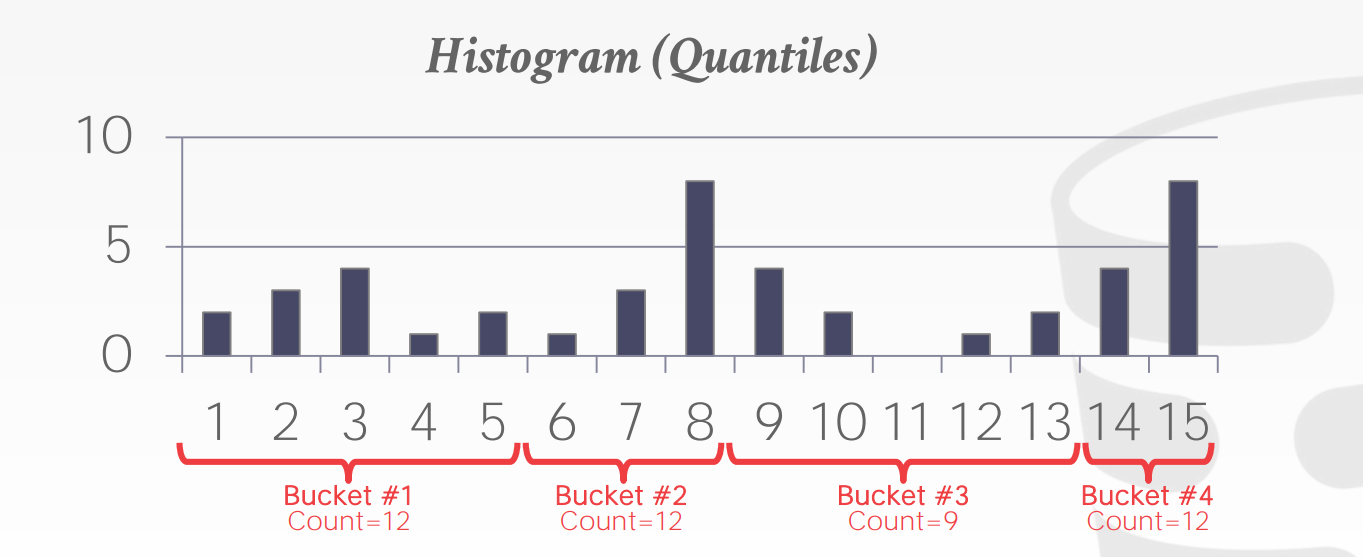 Histogram (Quantiles)
10
5
0
1 2 3 4 5 6 7 8 9 10 11 12 13 14 15
Bucket #1 Bucket #2 Bucket #3 Bucket #4
Count=12 Count=12 Count=9 Count=12